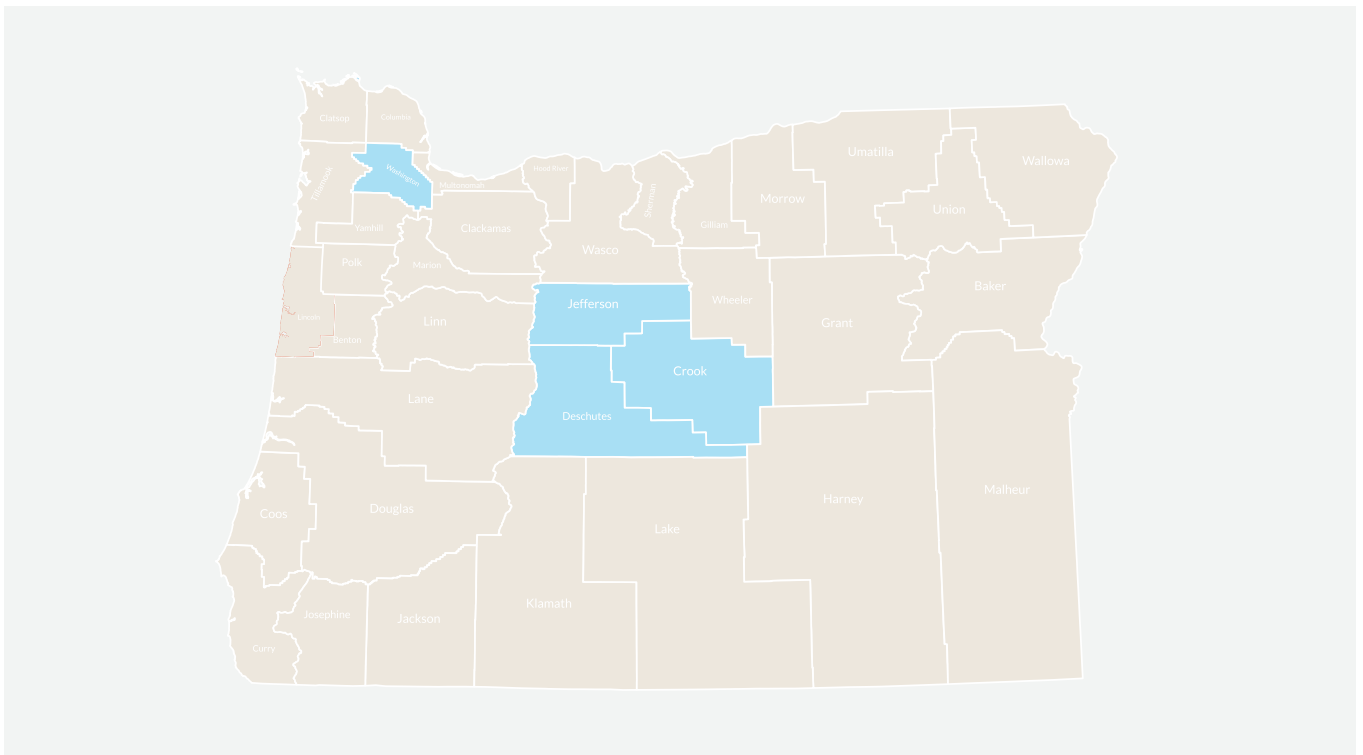 Clatsop
Columbia
Tillamook
Washington
Multnomah
Hood River
Sherman
Gilliam
Morrow
Umatilla
Union
Wallowa
Yamhill
Clackamas
Wasco
Polk
Marion
Jefferson
Wheeler
Grant
Baker
Lincoln
Benton
Linn
Crook
Lane
Deschutes
Coos
Douglas
Lake
Harney
Malheur
Curry
Josephine
Jackson
Klamath